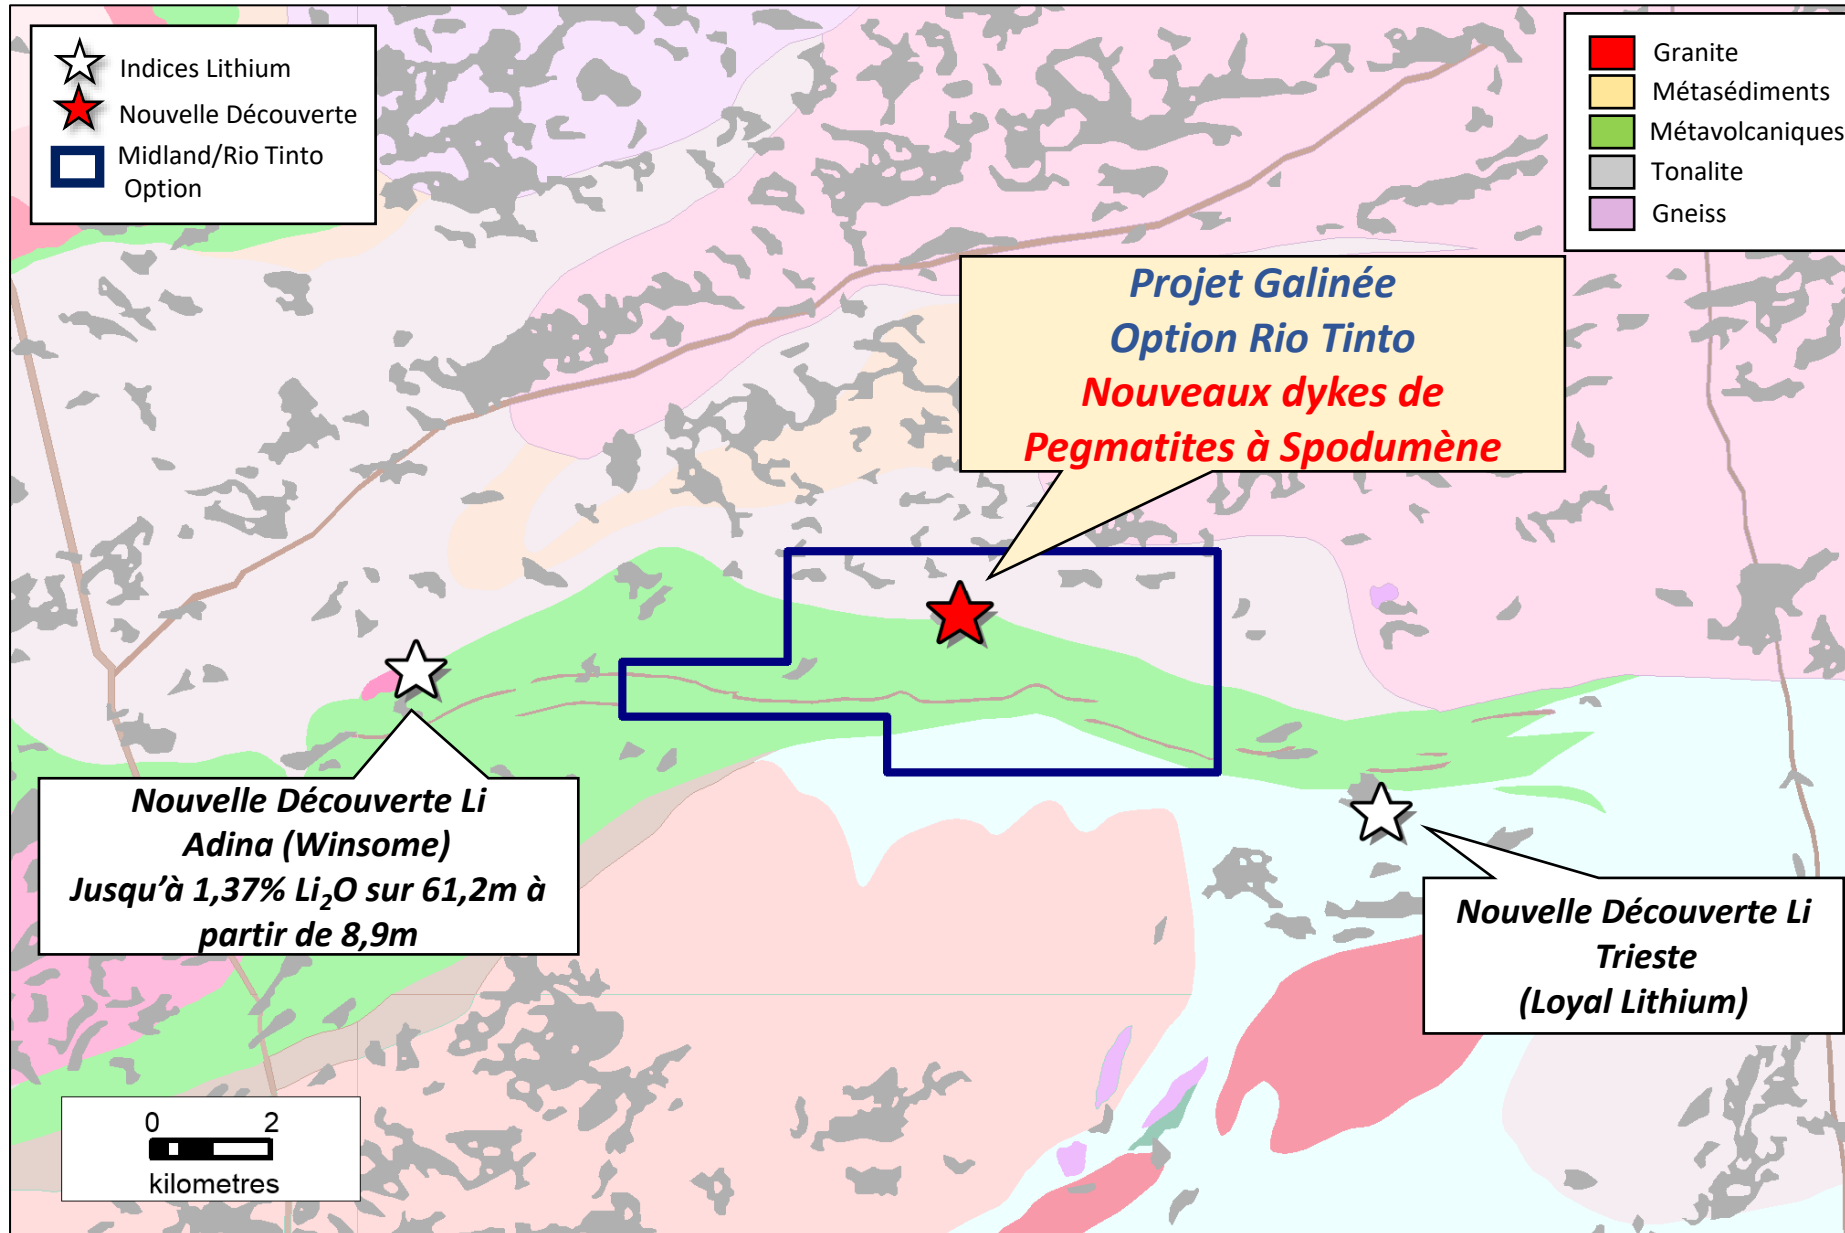 Indices Lithium
Nouvelle Découverte
Midland/Rio Tinto
Option
Granite
Métasédiments
Métavolcaniques
Tonalite
Gneiss
Projet Galinée
Option Rio Tinto
Nouveaux dykes de
Pegmatites à Spodumène
Nouvelle Découverte Li
Adina (Winsome)
Jusqu'à 1,37% Li₂O sur 61,2m à
partir de 8,9m
Nouvelle Découverte Li
Trieste
(Loyal Lithium)
0 2
kilometres